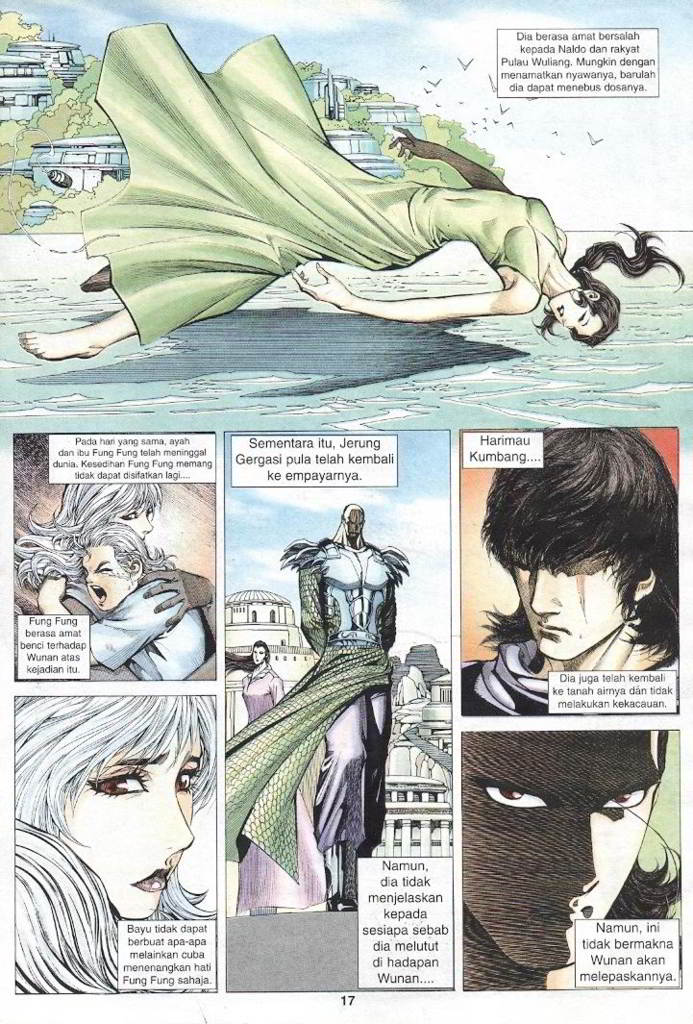 Dia berasa amat bersalah
kepada Naldo dan rakyat
Pulau Wuliang. Mungkin dengan
menamatkan nyawanya, barulah
dia dapat menebus dosanya.
Pada hari yang sama, ayah
dan ibu Fung Fung telah meninggal
dunia. Kesedihan Fung Fung memang
tidak dapat disifatkan lagi....
Fung Fung
berasa amat
benci terhadap
Wunan atas
kejadian itu.
Bayu tidak dapat
berbuat apa-apa
melainkan cuba
menenangkan hati
Fung Fung sahaja.
Sementara itu, Jerung
Gergasi pula telah kembali
ke empayarnya.
Namun,
dia tidak
menjelaskan
kepada
sesiapa sebab
dia melutut
di hadapan
Wunan....
Harimau
Kumbang....
Dia juga telah kembali
ke tanah airnya dan tidak
melakukan kekacauan.
Namun, ini
tidak bermakna
Wunan akan
melepaskannya.
17